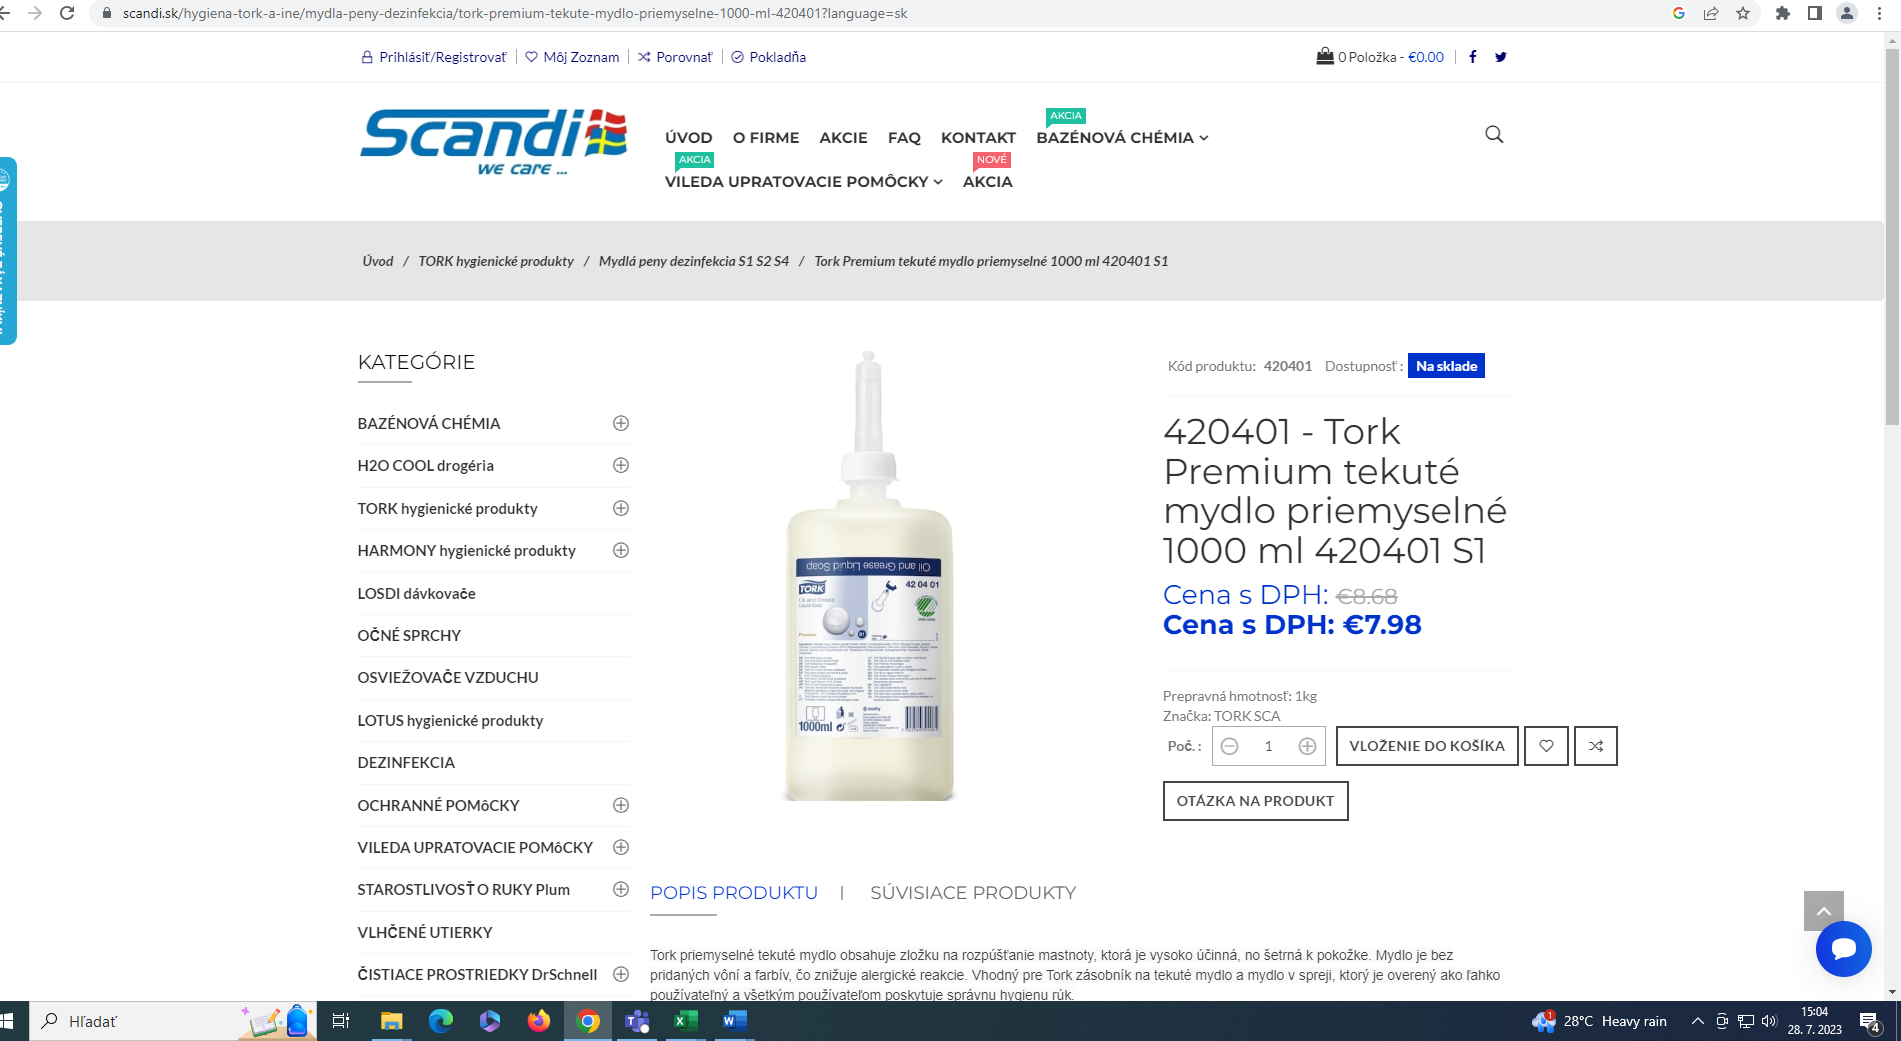 scandi.sk/hygiena-tork-a-ine/mydla-peny-dezinfekcia/tork-premium-tekute-mydlo-priemyselne-1000-ml-420401?language=sk
Prihlásiť/Registrovať
Môj Zoznam
Porovnať
Pokladňa
0 Položka - €0.00
Scandi
we care ...
AKCIA
ÚVOD
O FIRME
AKCIE
FAQ
KONTAKT
BAZÉNOVÁ CHÉMIA
AKCIA
NOVÉ
VILEDA UPRATOVACIE POMÔCKY
AKCIA
Úvod / TORK hygienické produkty / Mydlá peny dezinfekcia S1 S2 S4 / Tork Premium tekuté mydlo priemyselné 1000 ml 420401 S1
KATEGÓRIE
BAZÉNOVÁ CHÉMIA
H2O COOL drogéria
TORK hygienické produkty
HARMONY hygienické produkty
LOSDI dávkovače
OČNÉ SPRCHY
OSVIEŽOVAČE VZDUCHU
LOTUS hygienické produkty
DEZINFEKCIA
OCHRANNÉ POMôCKY
VILEDA UPRATOVACIE POMôCKY
STAROSTLIVOSŤ O RUKY Plum
VLHČENÉ UTIERKY
ČISTIACE PROSTRIEDKY DrSchnell
Oil and Grease Liquid Soap
TORK
42 04 01
Oil and Grease
Liquid Soap
Premium
S1
1000ml
Kód produktu: 420401
Dostupnosť : Na sklade
420401 - Tork
Premium tekuté
mydlo priemyselné
1000 ml 420401 S1
Cena s DPH: €8.68
Cena s DPH: €7.98
Prepravná hmotnosť: 1kg
Značka: TORK SCA
Poč. :
1
VLOŽENIE DO KOŠÍKA
OTÁZKA NA PRODUKT
POPIS PRODUKTU | SÚVISIACE PRODUKTY
Tork priemyselné tekuté mydlo obsahuje zložku na rozpúšťanie mastnoty, ktorá je vysoko účinná, no šetrná k pokožke. Mydlo je bez
pridaných vôní a farbív, čo znižuje alergické reakcie. Vhodný pre Tork zásobník na tekuté mydlo a mydlo v spreji, ktorý je overený ako ľahko
používateľný a všetkým používateľom poskytuje správnu hygienu rúk.
Hľadať
1
28°C Heavy rain
15:04
28. 7. 2023
4